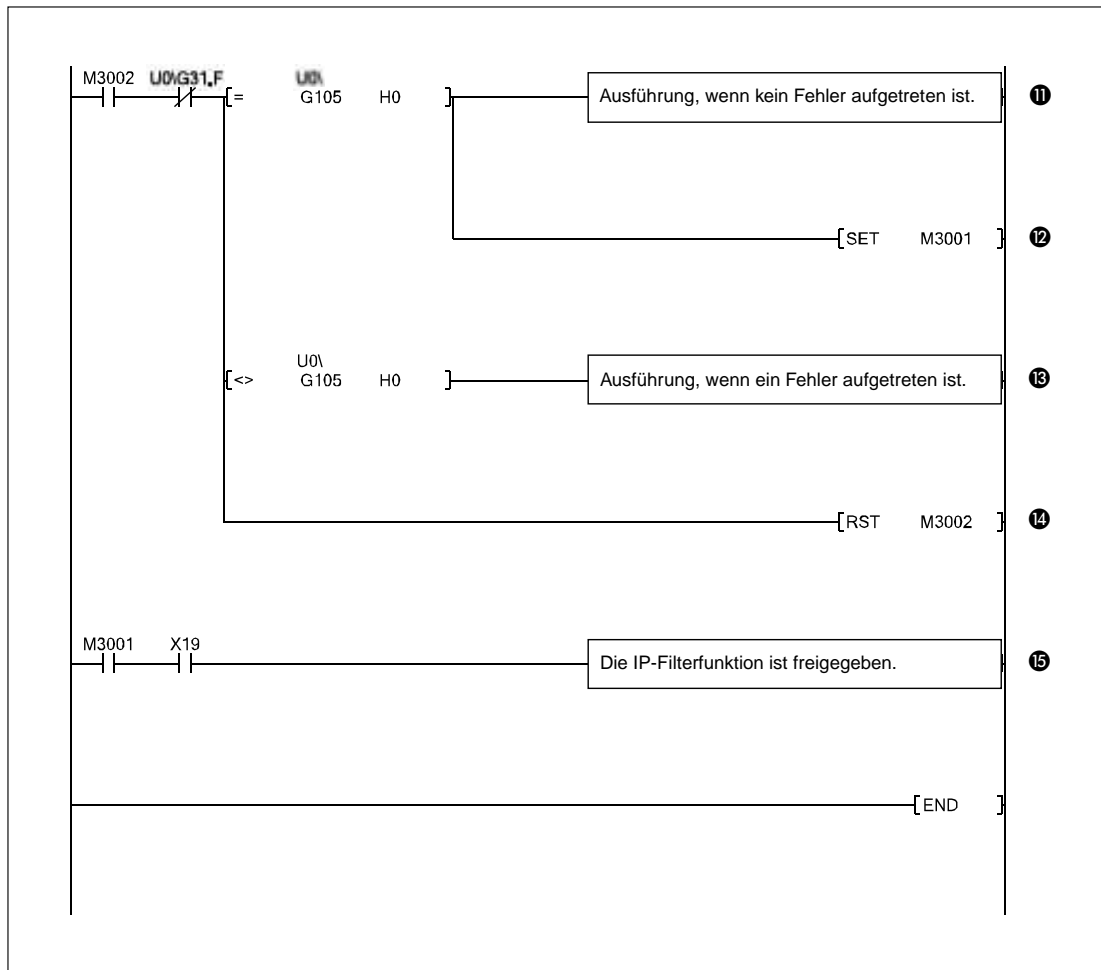 M3002 U0\G31.F U0\
[= G105 H0 ] Ausführung, wenn kein Fehler aufgetreten ist. ⓫
[SET M3001 ] ⓬
U0\
[<> G105 H0 ] Ausführung, wenn ein Fehler aufgetreten ist. ⓭
[RST M3002 ] ⓮
M3001 X19
Die IP-Filterfunktion ist freigegeben. ⓯
[END ]